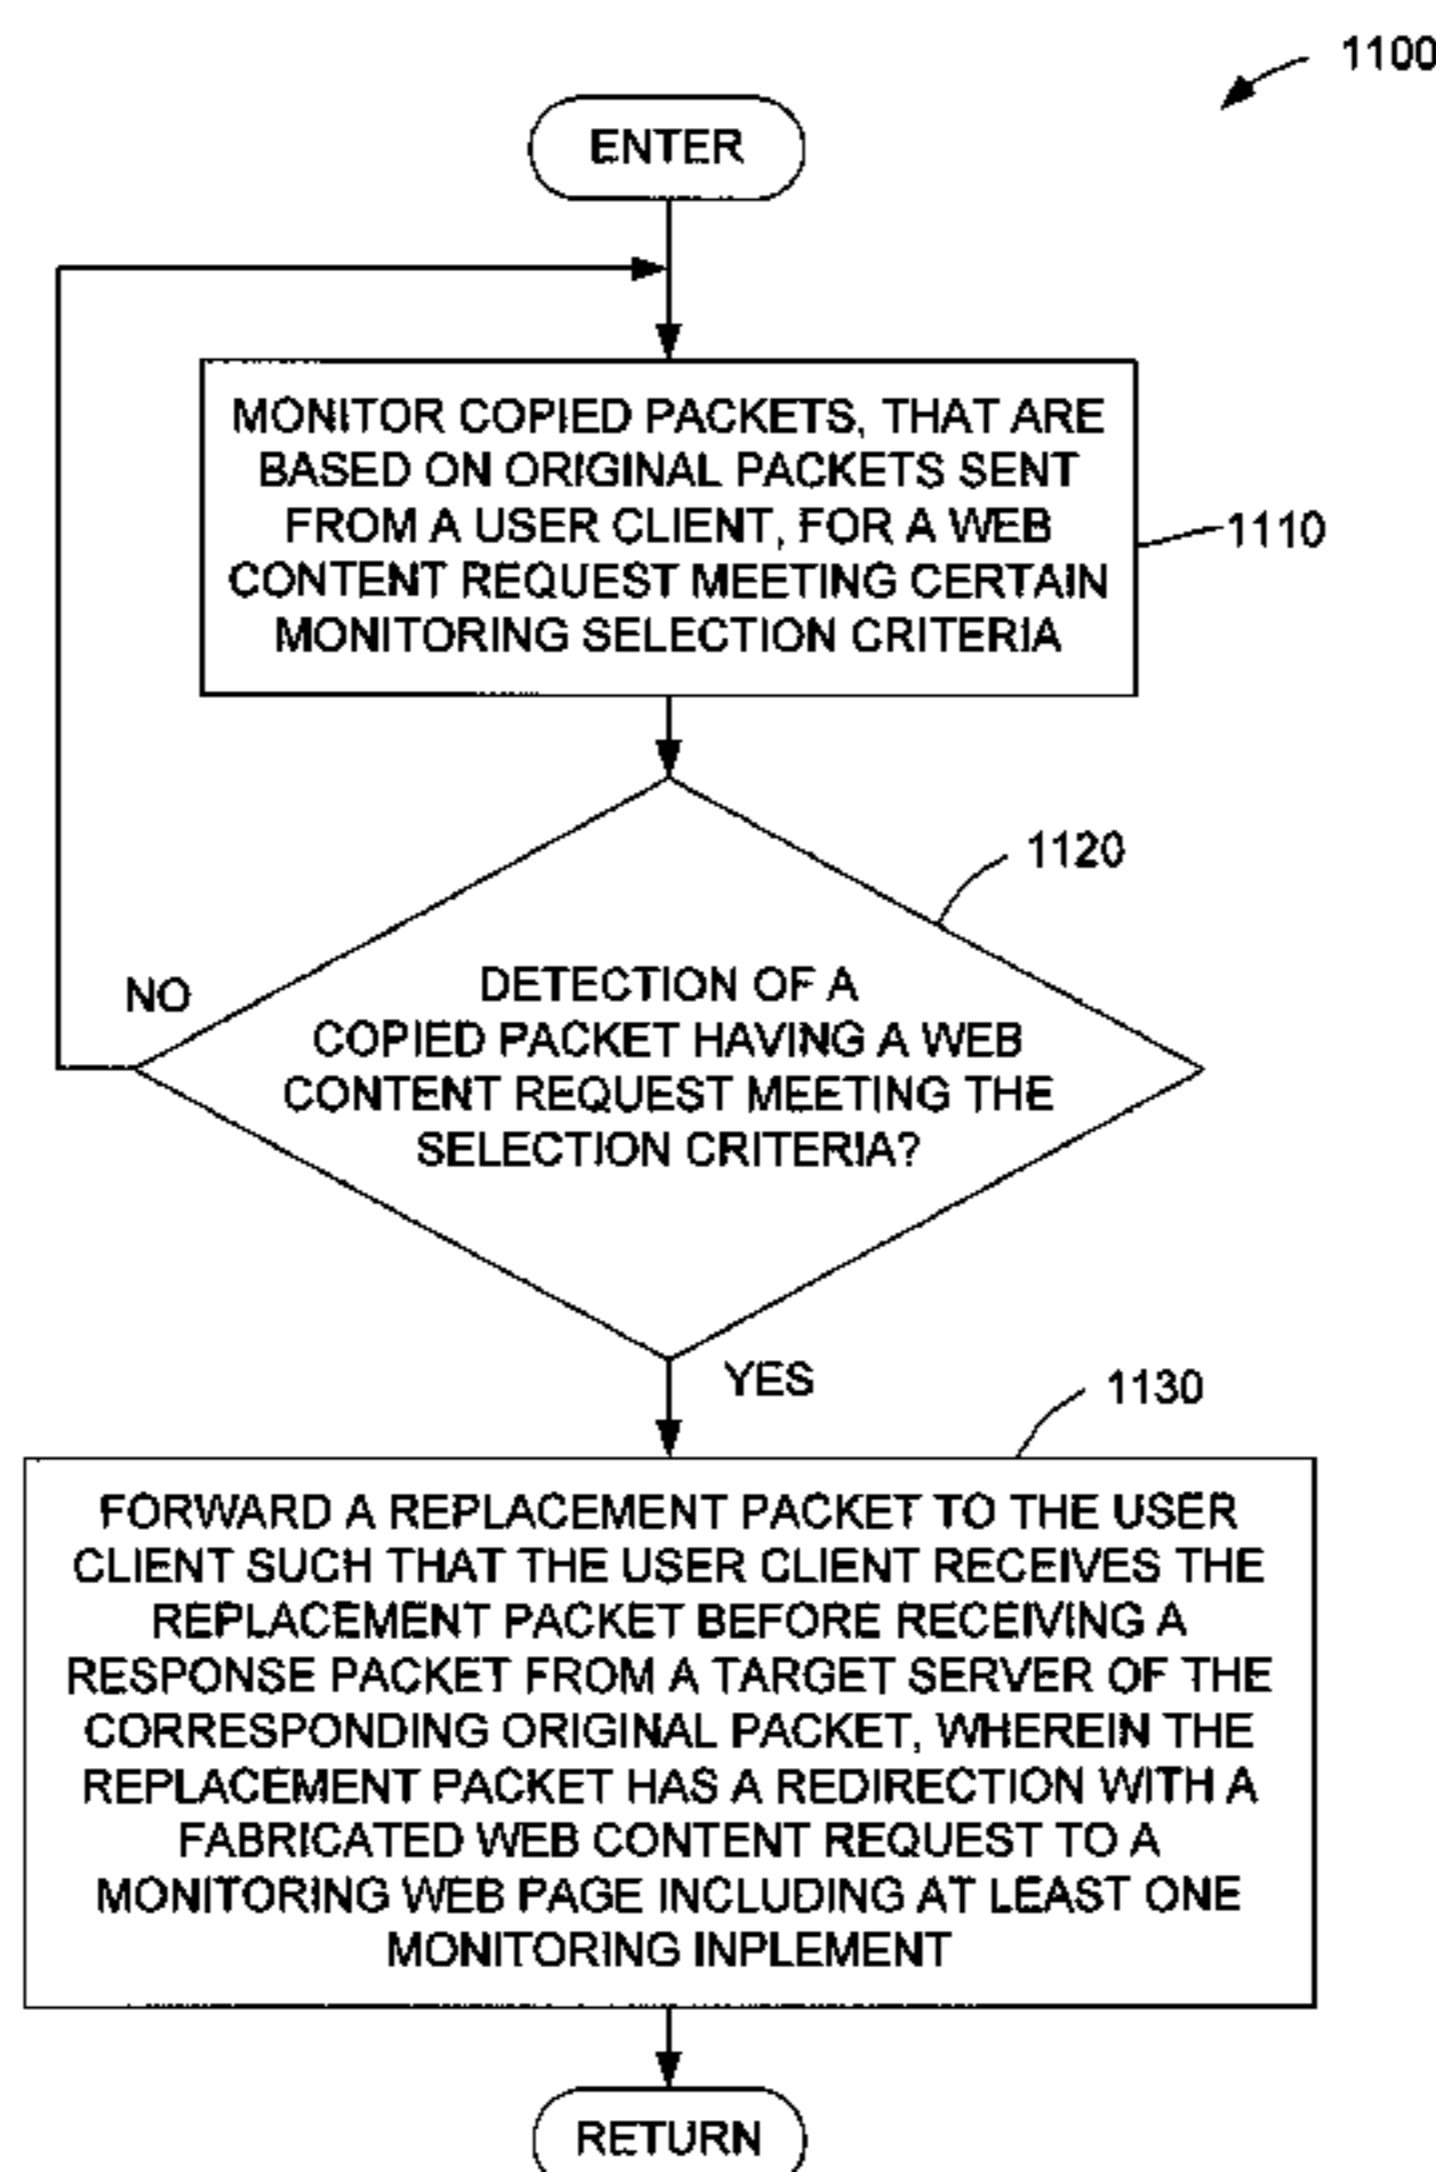 1100
ENTER
MONITOR COPIED PACKETS, THAT ARE
BASED ON ORIGINAL PACKETS SENT
FROM A USER CLIENT, FOR A WEB
CONTENT REQUEST MEETING CERTAIN
MONITORING SELECTION CRITERIA
1110
1120
NO
DETECTION OF A
COPIED PACKET HAVING A WEB
CONTENT REQUEST MEETING THE
SELECTION CRITERIA?
YES
1130
FORWARD A REPLACEMENT PACKET TO THE USER
CLIENT SUCH THAT THE USER CLIENT RECEIVES THE
REPLACEMENT PACKET BEFORE RECEIVING A
RESPONSE PACKET FROM A TARGET SERVER OF THE
CORRESPONDING ORIGINAL PACKET, WHEREIN THE
REPLACEMENT PACKET HAS A REDIRECTION WITH A
FABRICATED WEB CONTENT REQUEST TO A
MONITORING WEB PAGE INCLUDING AT LEAST ONE
MONITORING INPLEMENT
RETURN